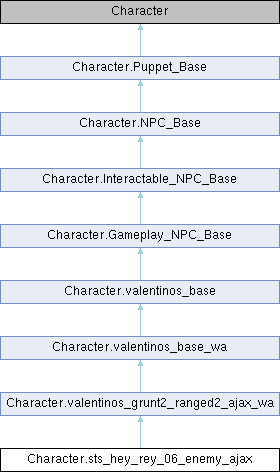 Character
Character.Puppet_Base
Character.NPC_Base
Character.Interactable_NPC_Base
Character.Gameplay_NPC_Base
Character.valentinos_base
Character.valentinos_base_wa
Character.valentinos_grunt2_ranged2_ajax_wa
Character.sts_hey_rey_06_enemy_ajax